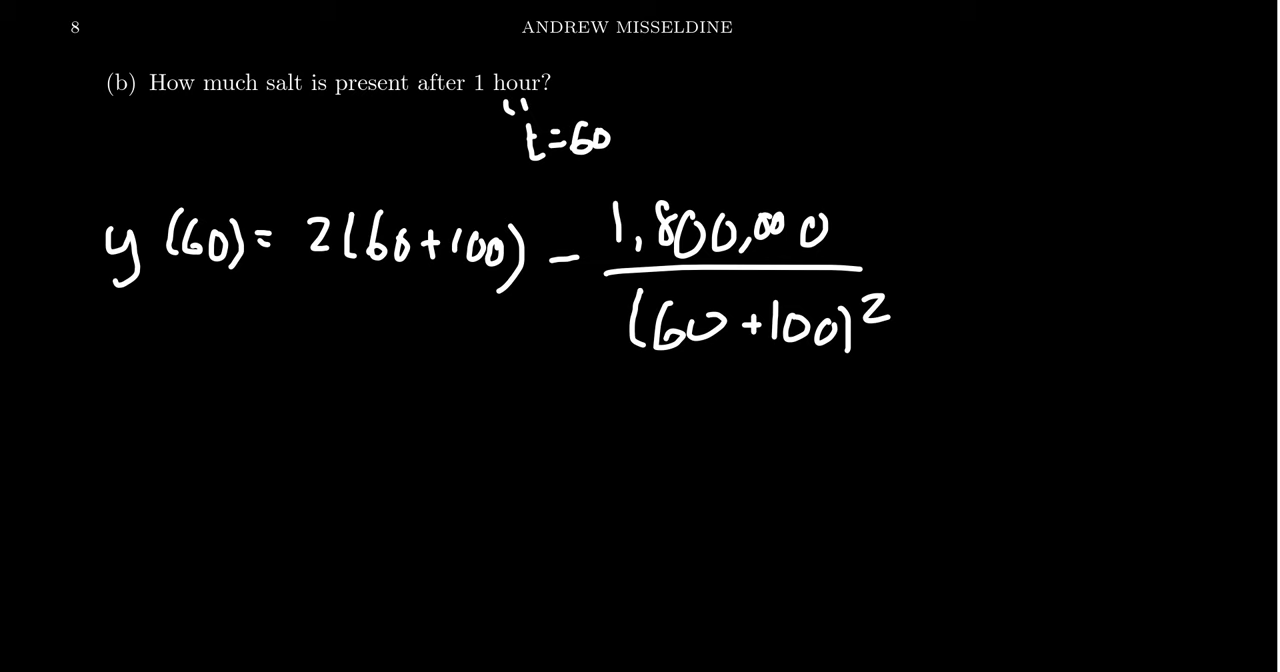 8 ANDREW MISSELDINE
(b) How much salt is present after 1 hour?
t=60
y(60) = 2(60+100) - 1,800,000
(60+100)²